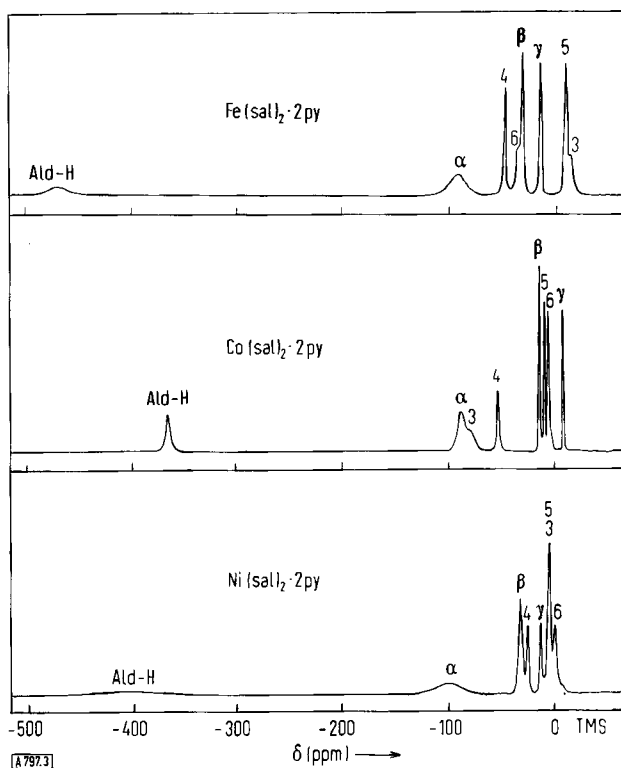 β γ 5
4 6 3
Fe(sal)₂·2py
Ald-H α
β
5
6 γ
Co(sal)₂·2py
4
Ald-H α
3
5
3
β
Ni(sal)₂·2py
4 γ 6
Ald-H α
-500 -400 -300 -200 -100 0 TMS
δ(ppm) ⟶
A797.3